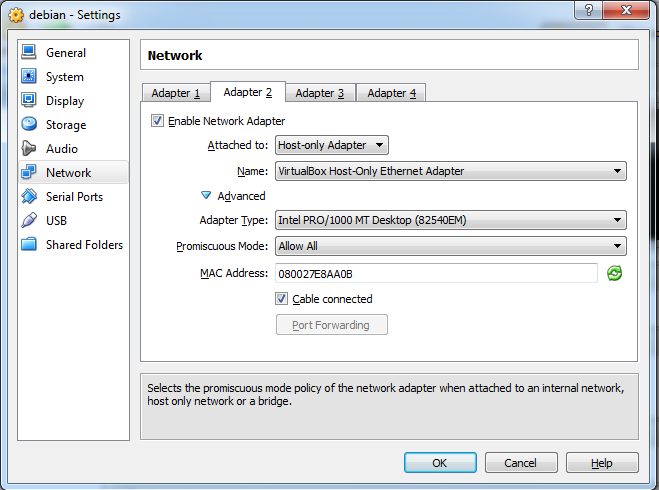 debian - Settings
General
System
Display
Storage
Audio
Network
Serial Ports
USB
Shared Folders
Network
Adapter 1 Adapter 2 Adapter 3 Adapter 4
Enable Network Adapter
Attached to: Host-only Adapter
Name: VirtualBox Host-Only Ethernet Adapter
Advanced
Adapter Type: Intel PRO/1000 MT Desktop (82540EM)
Promiscuous Mode: Allow All
MAC Address: 080027E8AA0B
Cable connected
Port Forwarding
Selects the promiscuous mode policy of the network adapter when attached to an internal network,
host only network or a bridge.
OK Cancel Help